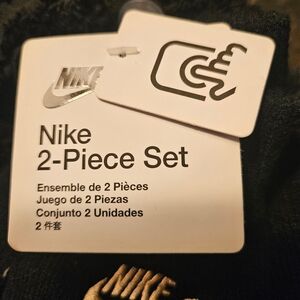 NIKE
Nike
2-Piece Set
Ensemble de 2 Pièces
Juego de 2 Piezas
Conjunto 2 Unidades
2 件套
NIKE